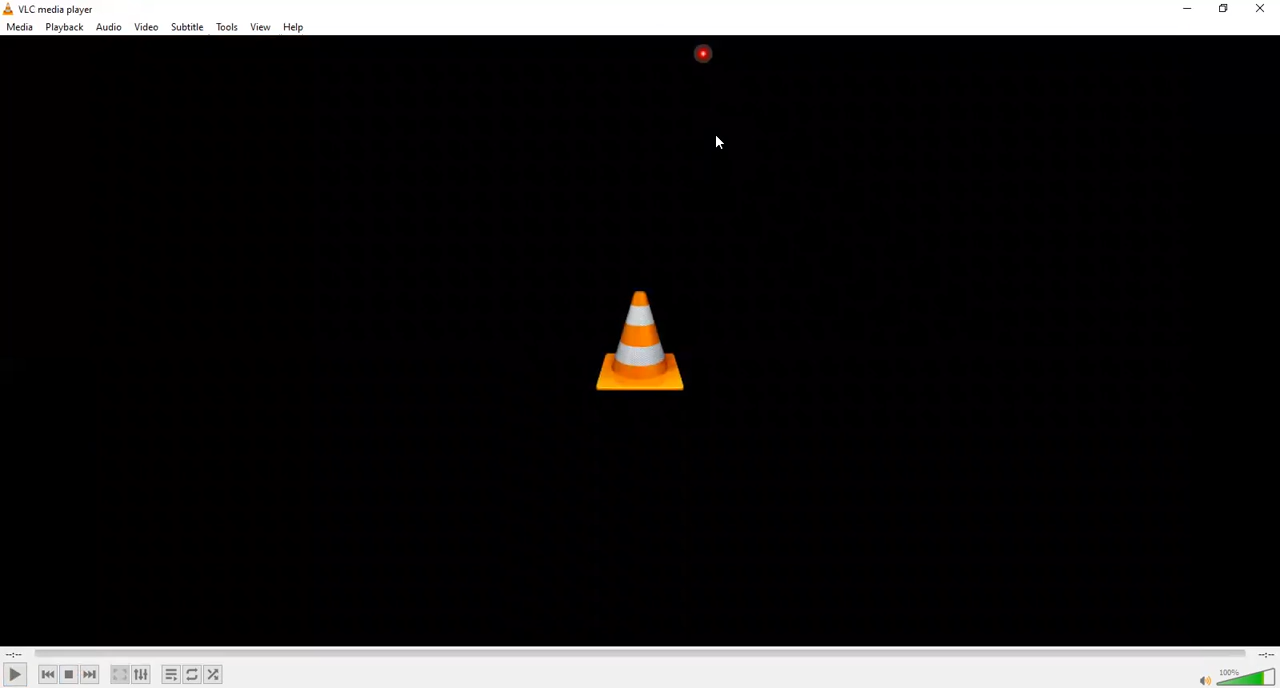 VLC media player
Media Playback Audio Video Subtitle Tools View Help
--:-- --:--
100%